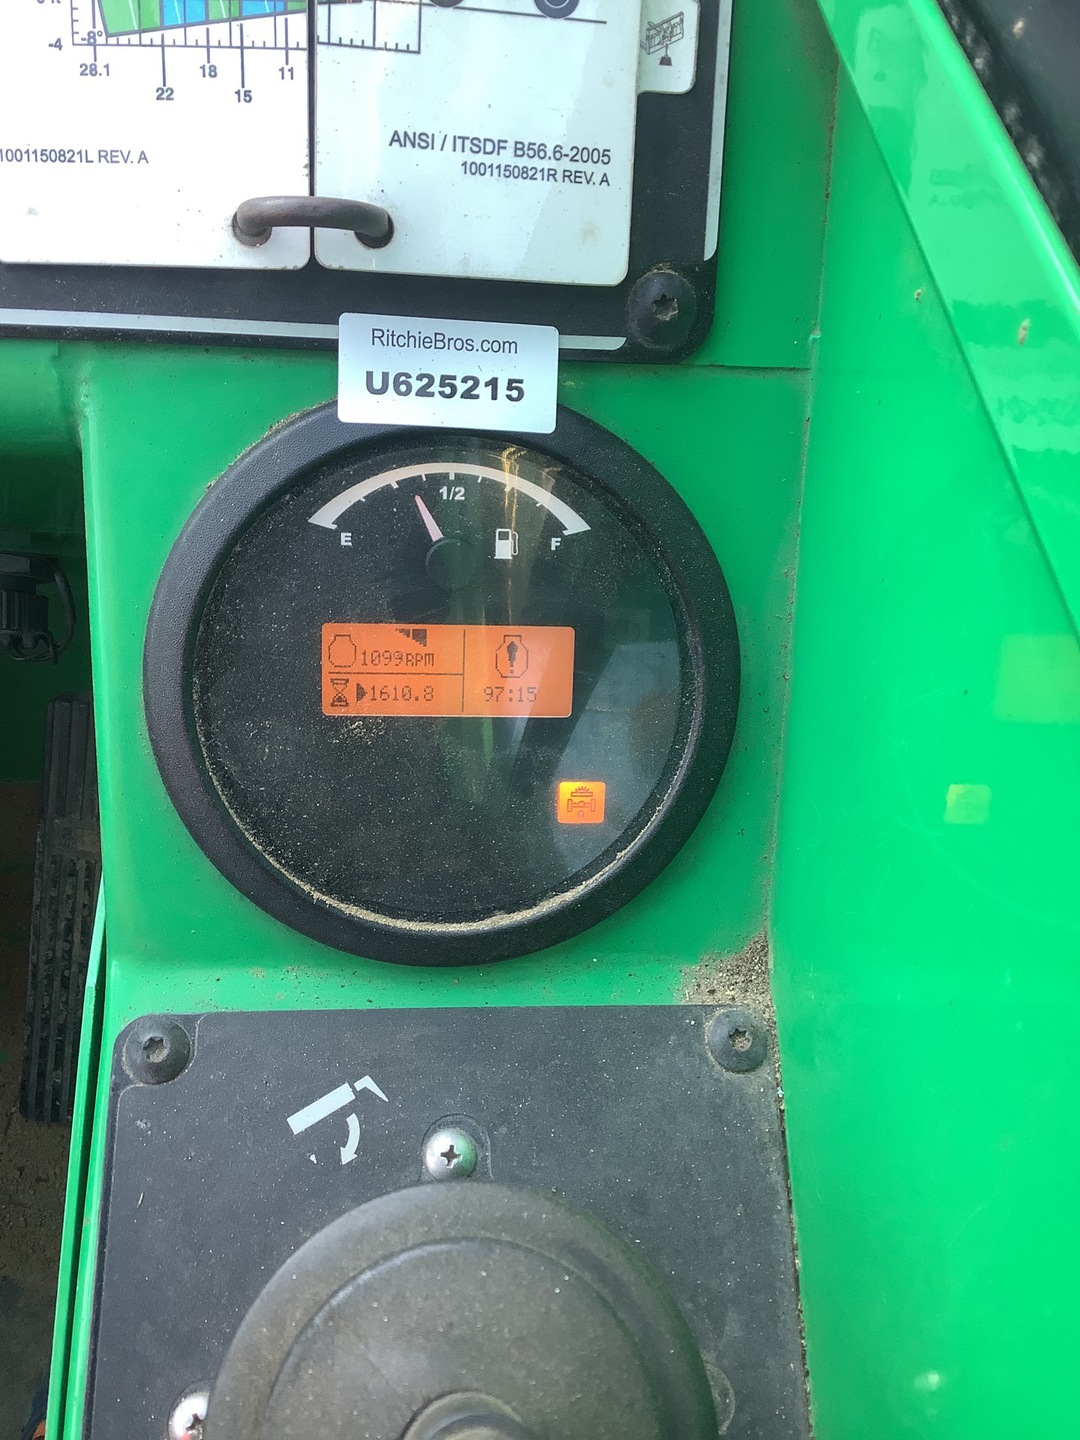 -4
-8°
28.1
22
18
15
11
1001150821L REV. A
ANSI / ITSDF B56.6-2005
1001150821R REV. A
RitchieBros.com
U625215
1/2
E
F
1099RPM
1610.8
97:15